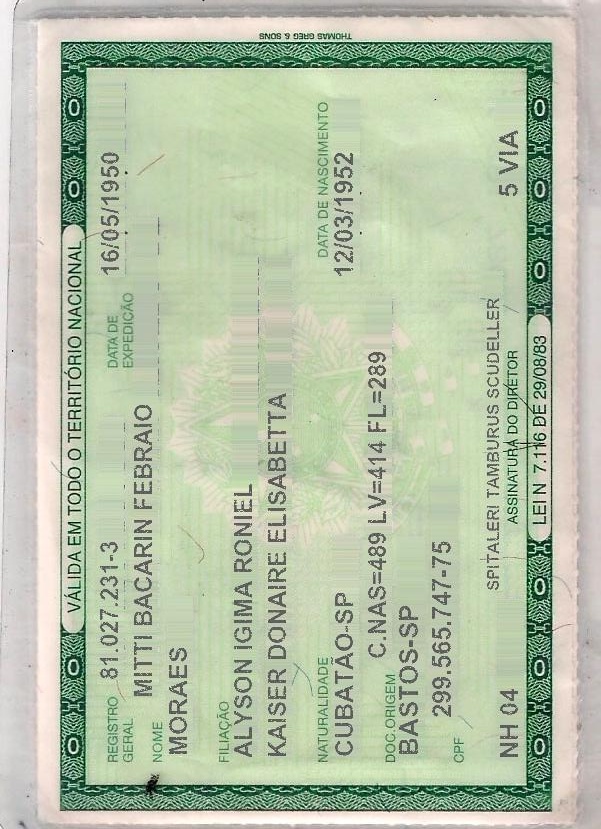 VÁLIDA EM TODO O TERRITÓRIO NACIONAL
REGISTRO GERAL 81.027.231-3 DATA DE EXPEDIÇÃO 16/05/1950
MITTI BACARIN FEBRAIO
NOME
MORAES
FILIAÇÃO
ALYSON IGIMA RONIEL
KAISER DONAIRE ELISABETTA
NATURALIDADE DATA DE NASCIMENTO
CUBATÃO-SP 12/03/1952
C.NAS=489 LV=414 FL=289
DOC.ORIGEM
BASTOS-SP
299.565.747-75
CPF
SPITALERI TAMBURUS SCUDELLER
NH 04 5 VIA
ASSINATURA DO DIRETOR
LEI N 7.116 DE 29/08/83
THOMAS GREG & SONS